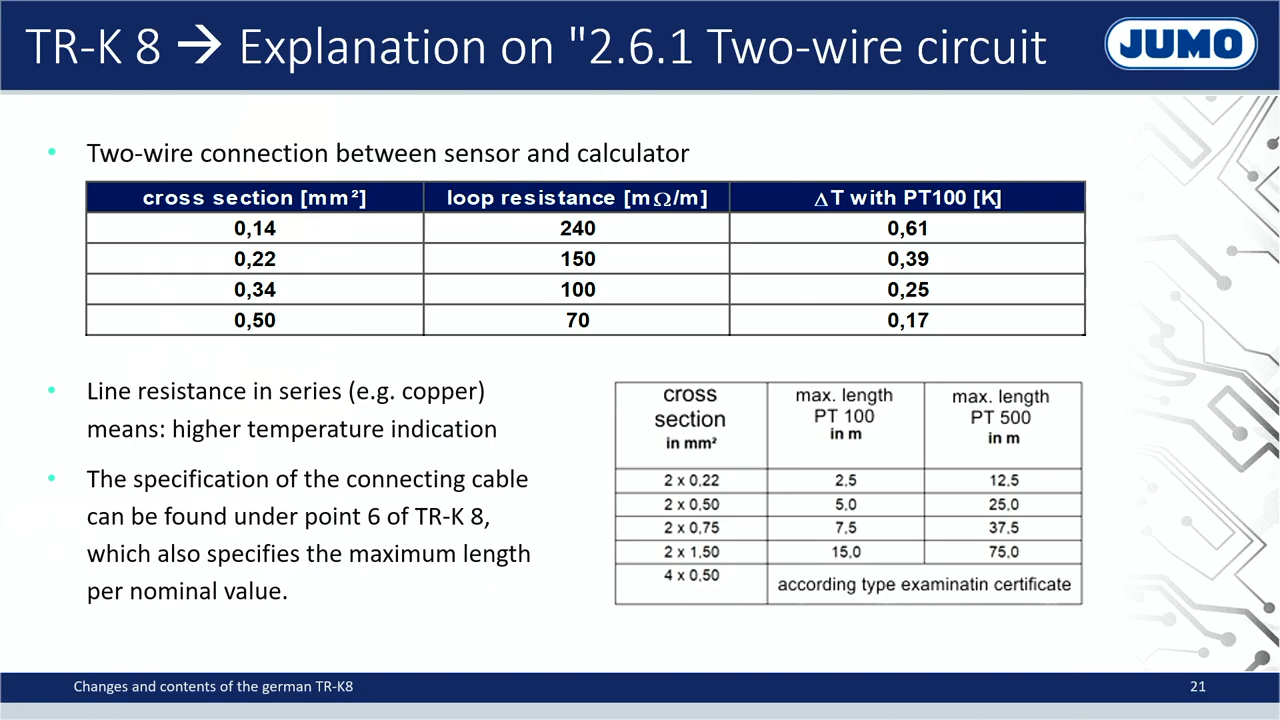 TR-K 8 → Explanation on "2.6.1 Two-wire circuit
JUMO
• Two-wire connection between sensor and calculator
cross section [mm²] loop resistance [mΩ/m] ΔT with PT100 [K]
0,14 240 0,61
0,22 150 0,39
0,34 100 0,25
0,50 70 0,17
• Line resistance in series (e.g. copper)
means: higher temperature indication
• The specification of the connecting cable
can be found under point 6 of TR-K 8,
which also specifies the maximum length
per nominal value.
cross section in mm² max. length PT 100 in m max. length PT 500 in m
2 x 0,22 2,5 12,5
2 x 0,50 5,0 25,0
2 x 0,75 7,5 37,5
2 x 1,50 15,0 75,0
4 x 0,50 according type examinatin certificate
Changes and contents of the german TR-K8 21